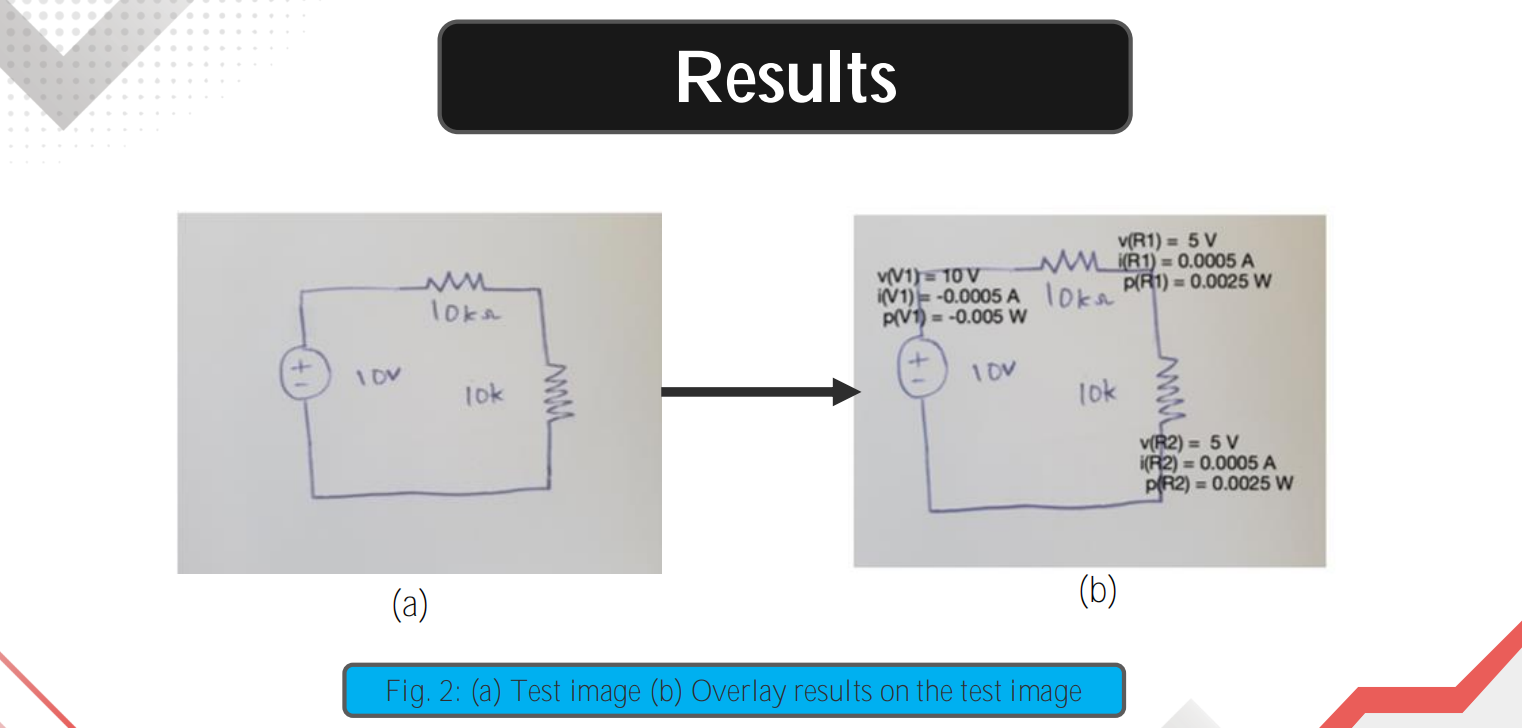 Results
10kΩ
+
-
10V
10k
v(V1) = 10 V
i(V1) = -0.0005 A
p(V1) = -0.005 W
v(R1) = 5 V
i(R1) = 0.0005 A
p(R1) = 0.0025 W
10kΩ
+
-
10V
10k
v(R2) = 5 V
i(R2) = 0.0005 A
p(R2) = 0.0025 W
(a)
(b)
Fig. 2: (a) Test image (b) Overlay results on the test image